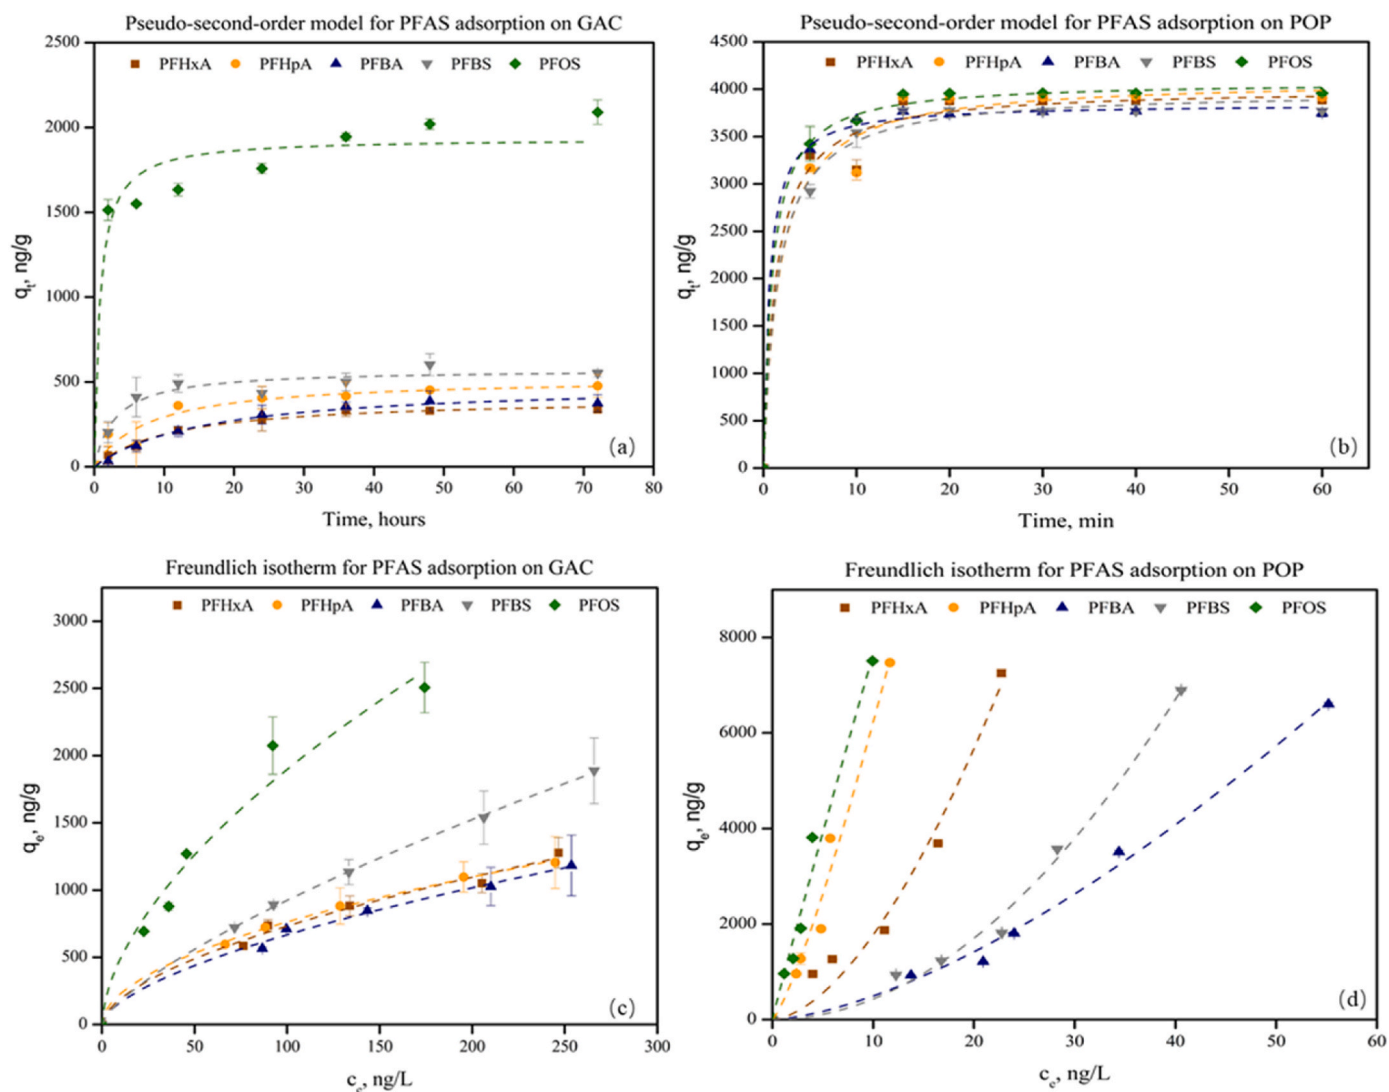 Pseudo-second-order model for PFAS adsorption on GAC
PFHxA PFHpA PFBA PFBS PFOS
2500
2000
1500
1000
500
0
qt, ng/g
0 10 20 30 40 50 60 70 80
Time, hours
(a)
Pseudo-second-order model for PFAS adsorption on POP
PFHxA PFHpA PFBA PFBS PFOS
4500
4000
3500
3000
2500
2000
1500
1000
500
0
qt, ng/g
0 10 20 30 40 50 60
Time, min
(b)
Freundlich isotherm for PFAS adsorption on GAC
PFHxA PFHpA PFBA PFBS PFOS
3000
2500
2000
1500
1000
500
0
qe, ng/g
0 50 100 150 200 250 300
ce, ng/L
(c)
Freundlich isotherm for PFAS adsorption on POP
PFHxA PFHpA PFBA PFBS PFOS
8000
6000
4000
2000
0
qe, ng/g
0 10 20 30 40 50 60
ce, ng/L
(d)